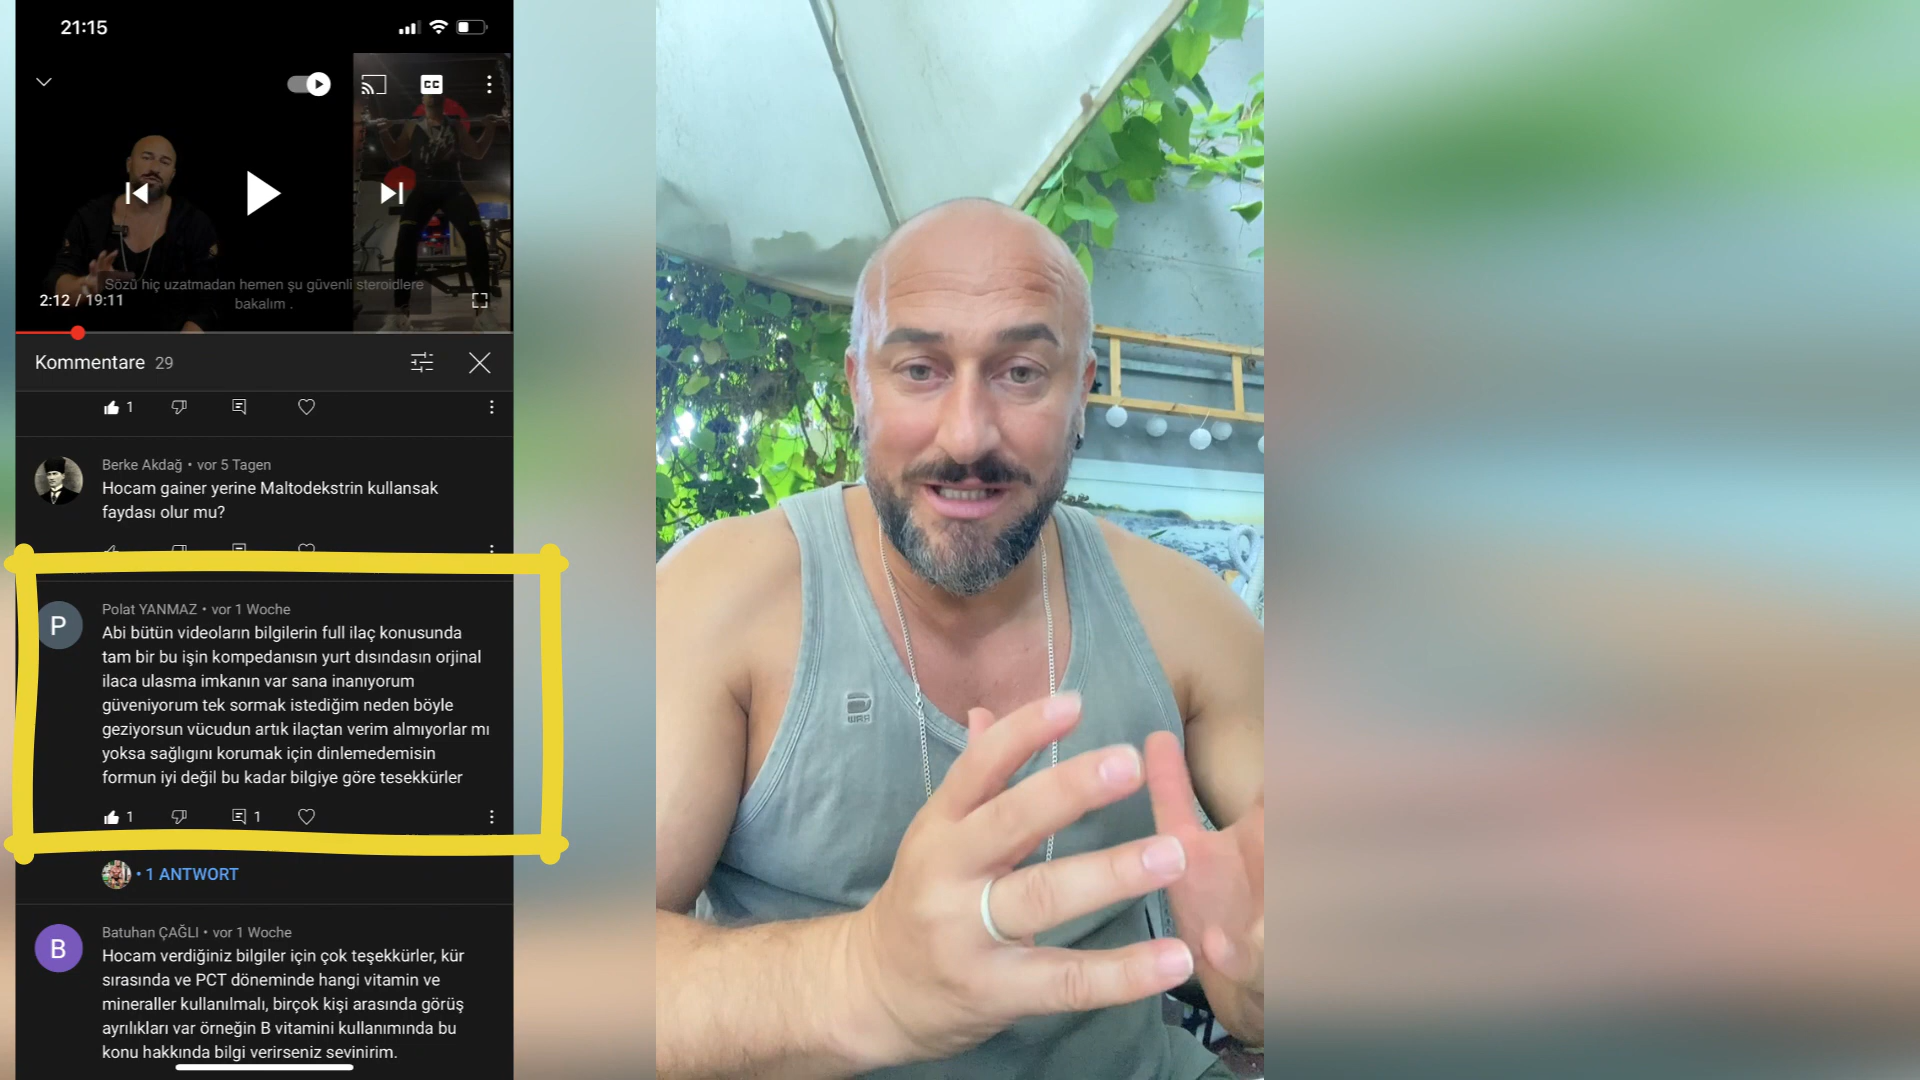 21:15
CC
Sözü hiç uzatmadan hemen şu güvenli steroidlere
bakalım .
2:12 / 19:11
Kommentare 29
1
Berke Akdağ • vor 5 Tagen
Hocam gainer yerine Maltodekstrin kullansak
faydası olur mu?
P
Polat YANMAZ • vor 1 Woche
Abi bütün videoların bilgilerin full ilaç konusunda
tam bir bu işin kompedanısın yurt dısındasın orjinal
ilaca ulasma imkanın var sana inanıyorum
güveniyorum tek sormak istediğim neden böyle
geziyorsun vücudun artık ilaçtan verim almıyorlar mı
yoksa sağlıgını korumak için dinlemedemisin
formun iyi değil bu kadar bilgiye göre tesekkürler
1 1
• 1 ANTWORT
B
Batuhan ÇAĞLI • vor 1 Woche
Hocam verdiğiniz bilgiler için çok teşekkürler, kür
sırasında ve PCT döneminde hangi vitamin ve
mineraller kullanılmalı, birçok kişi arasında görüş
ayrılıkları var örneğin B vitamini kullanımında bu
konu hakkında bilgi verirseniz sevinirim.